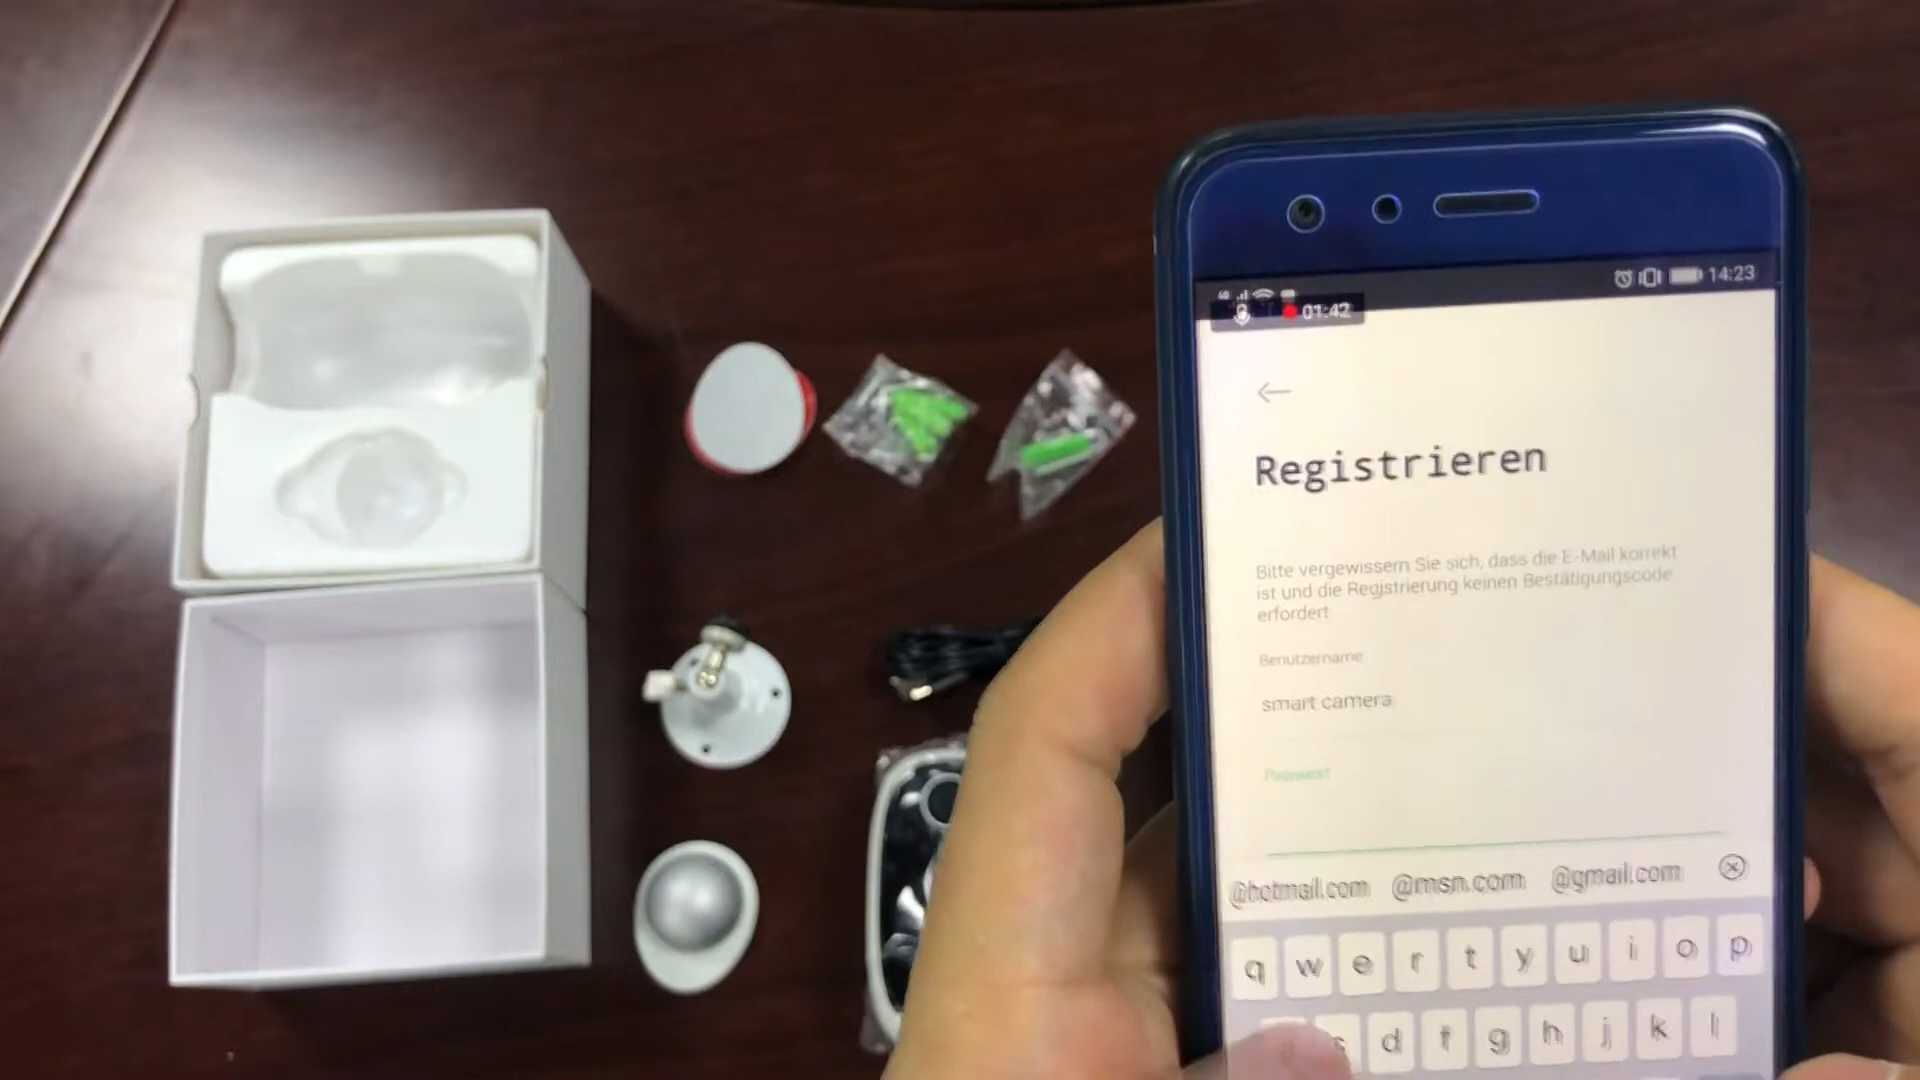 14:23
01:42
Registrieren
Bitte vergewissern Sie sich, dass die E-Mail korrekt
ist und die Registrierung keinen Bestätigungscode
erfordert
Benutzername
smart camera
Passwort
@hotmail.com @msn.com @gmail.com
q w e r t y u i o p
a s d f g h j k l